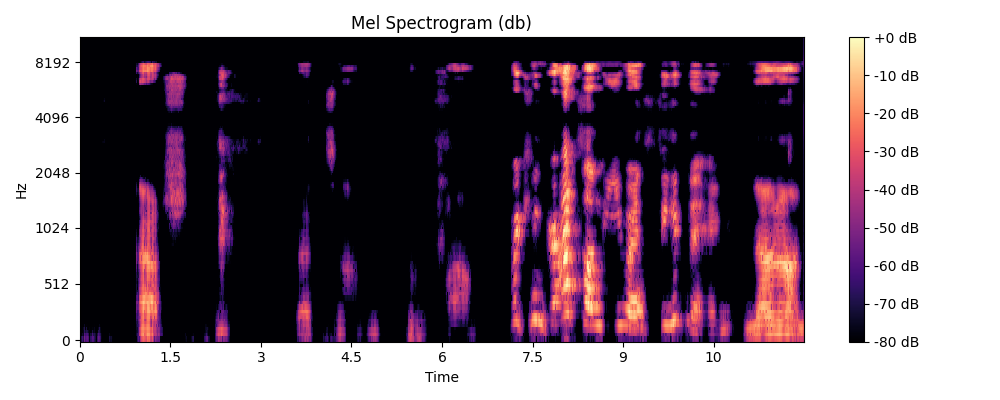 Mel Spectrogram (db)
Hz
8192
4096
2048
1024
512
0
0 1.5 3 4.5 6 7.5 9 10
Time
+0 dB
-10 dB
-20 dB
-30 dB
-40 dB
-50 dB
-60 dB
-70 dB
-80 dB